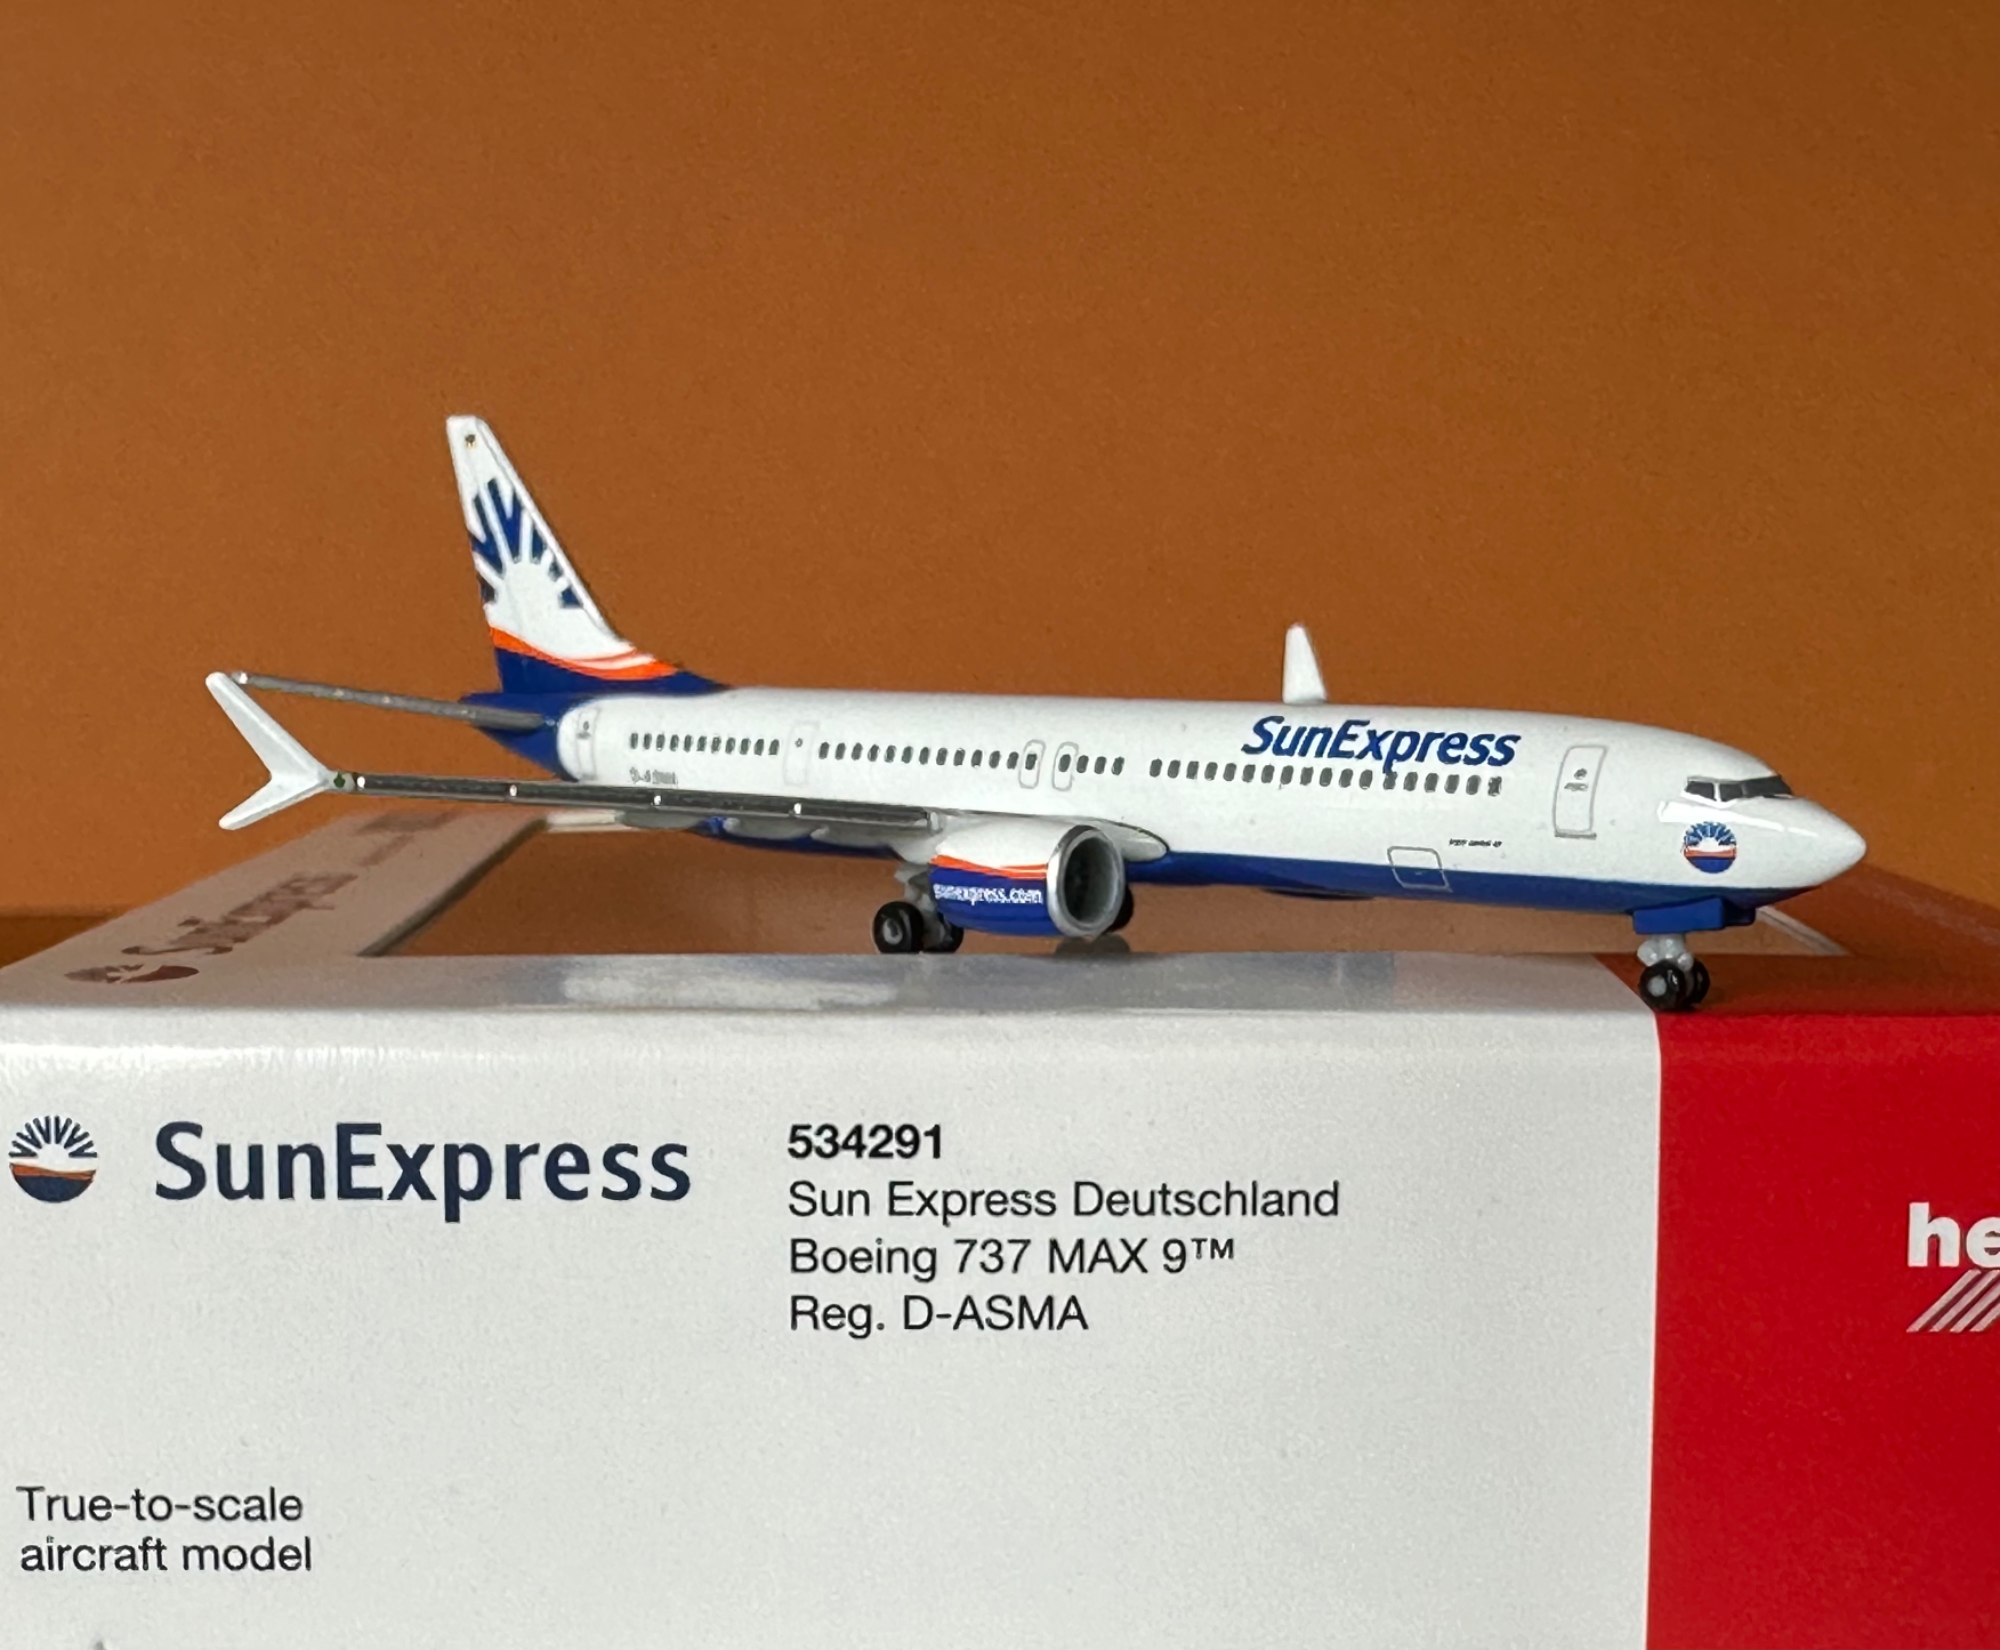 SunExpress
sunexpress.com
SunExpress
SunExpress
534291
Sun Express Deutschland
Boeing 737 MAX 9™
Reg. D-ASMA
he
True-to-scale
aircraft model